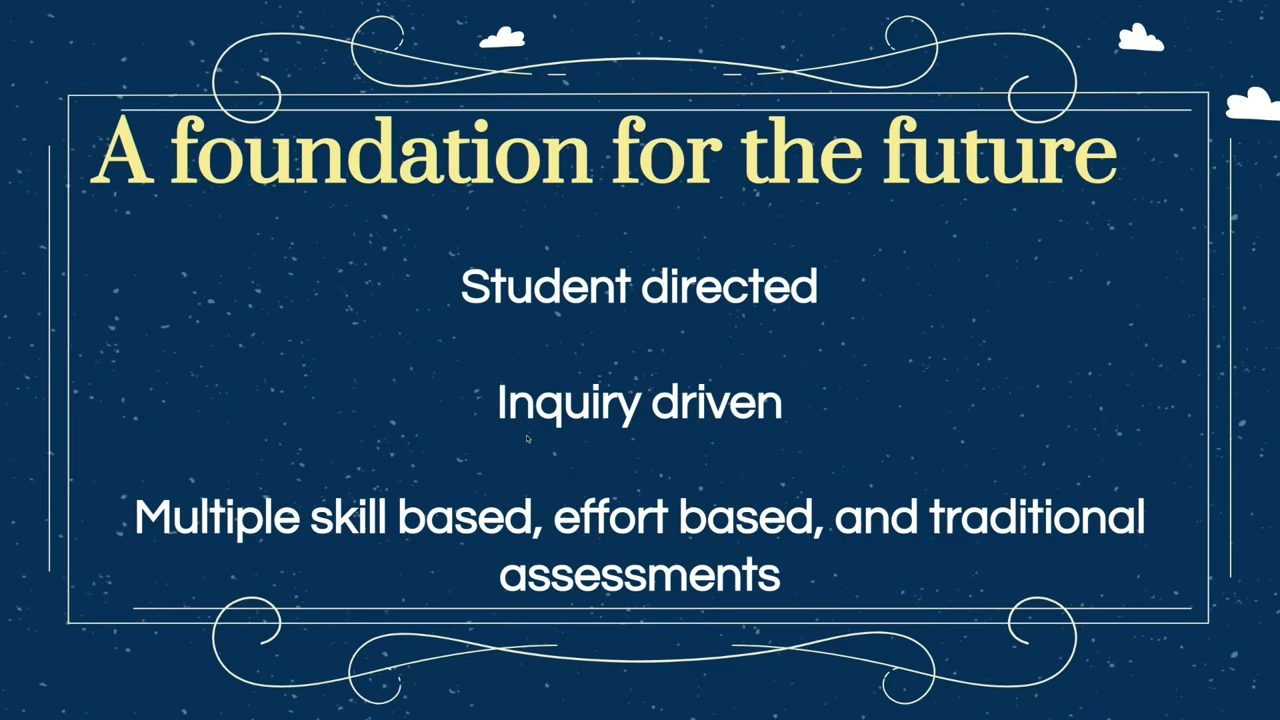 A foundation for the future
Student directed
Inquiry driven
Multiple skill based, effort based, and traditional
assessments